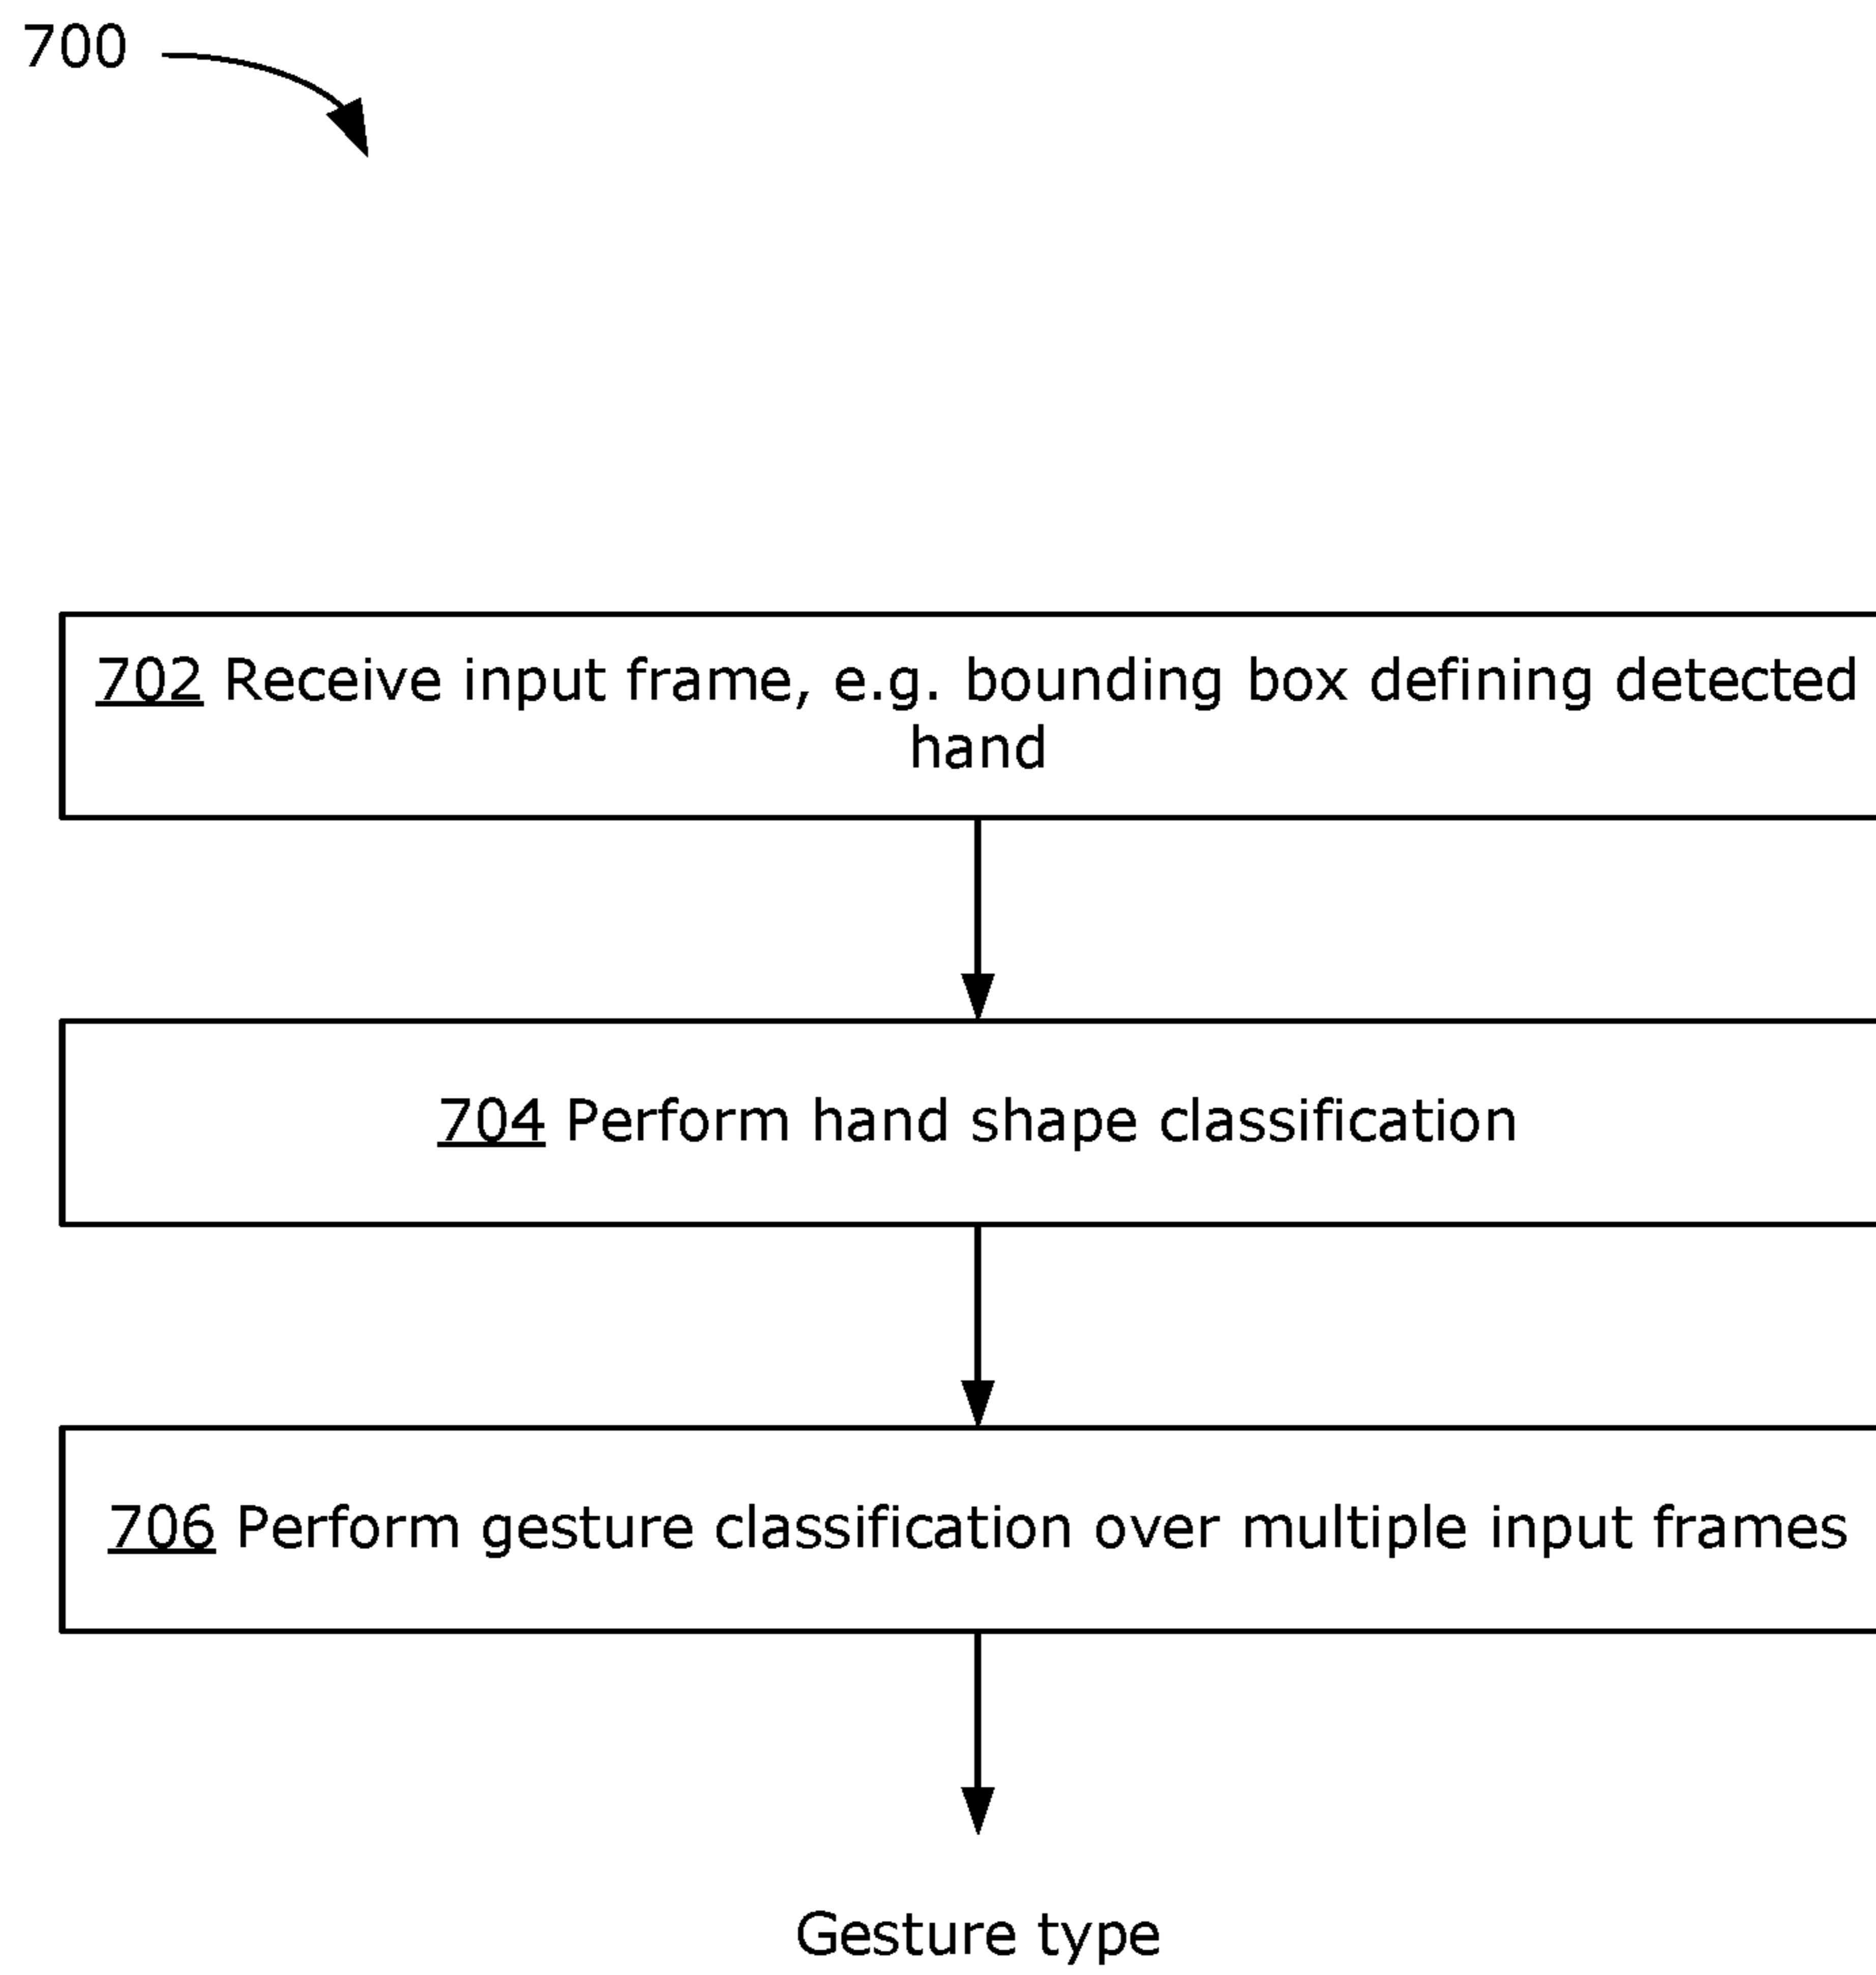 700
702 Receive input frame, e.g. bounding box defining detected
hand
704 Perform hand shape classification
706 Perform gesture classification over multiple input frames
Gesture type